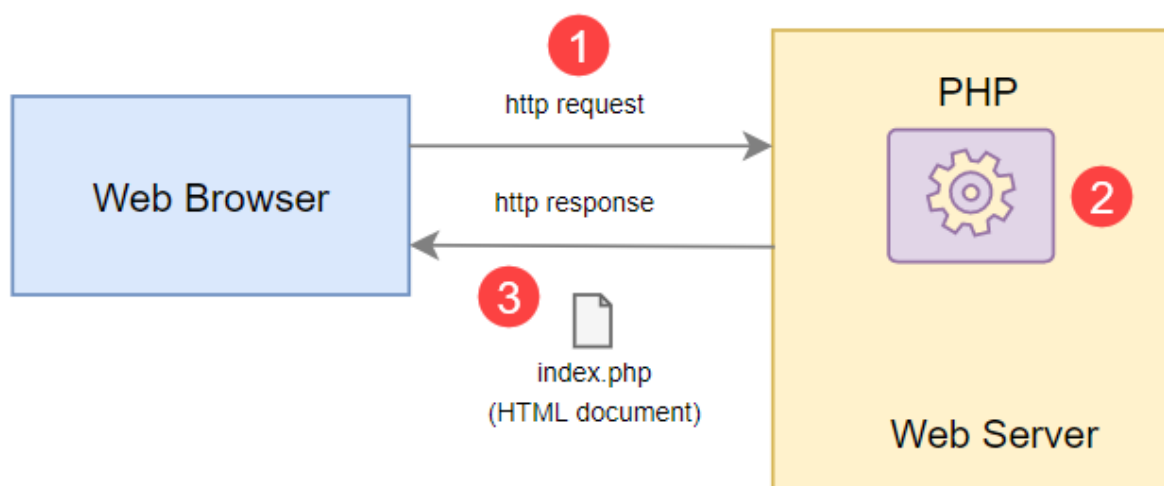 1
http request
PHP
Web Browser
http response
2
3
index.php
(HTML document)
Web Server